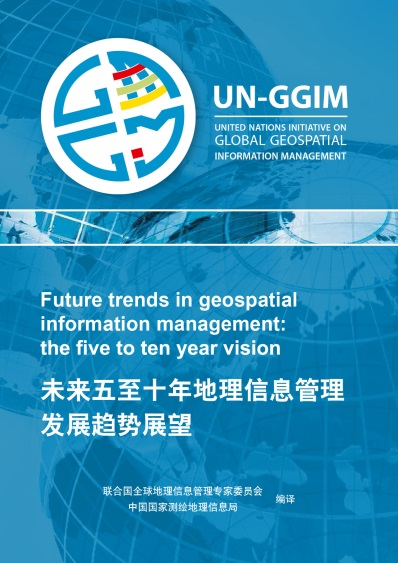 UN-GGIM
UNITED NATIONS INITIATIVE ON
GLOBAL GEOSPATIAL
INFORMATION MANAGEMENT
Future trends in geospatial
information management:
the five to ten year vision
未来五至十年地理信息管理
发展趋势展望
联合国全球地理信息管理专家委员会
中国国家测绘地理信息局
编译